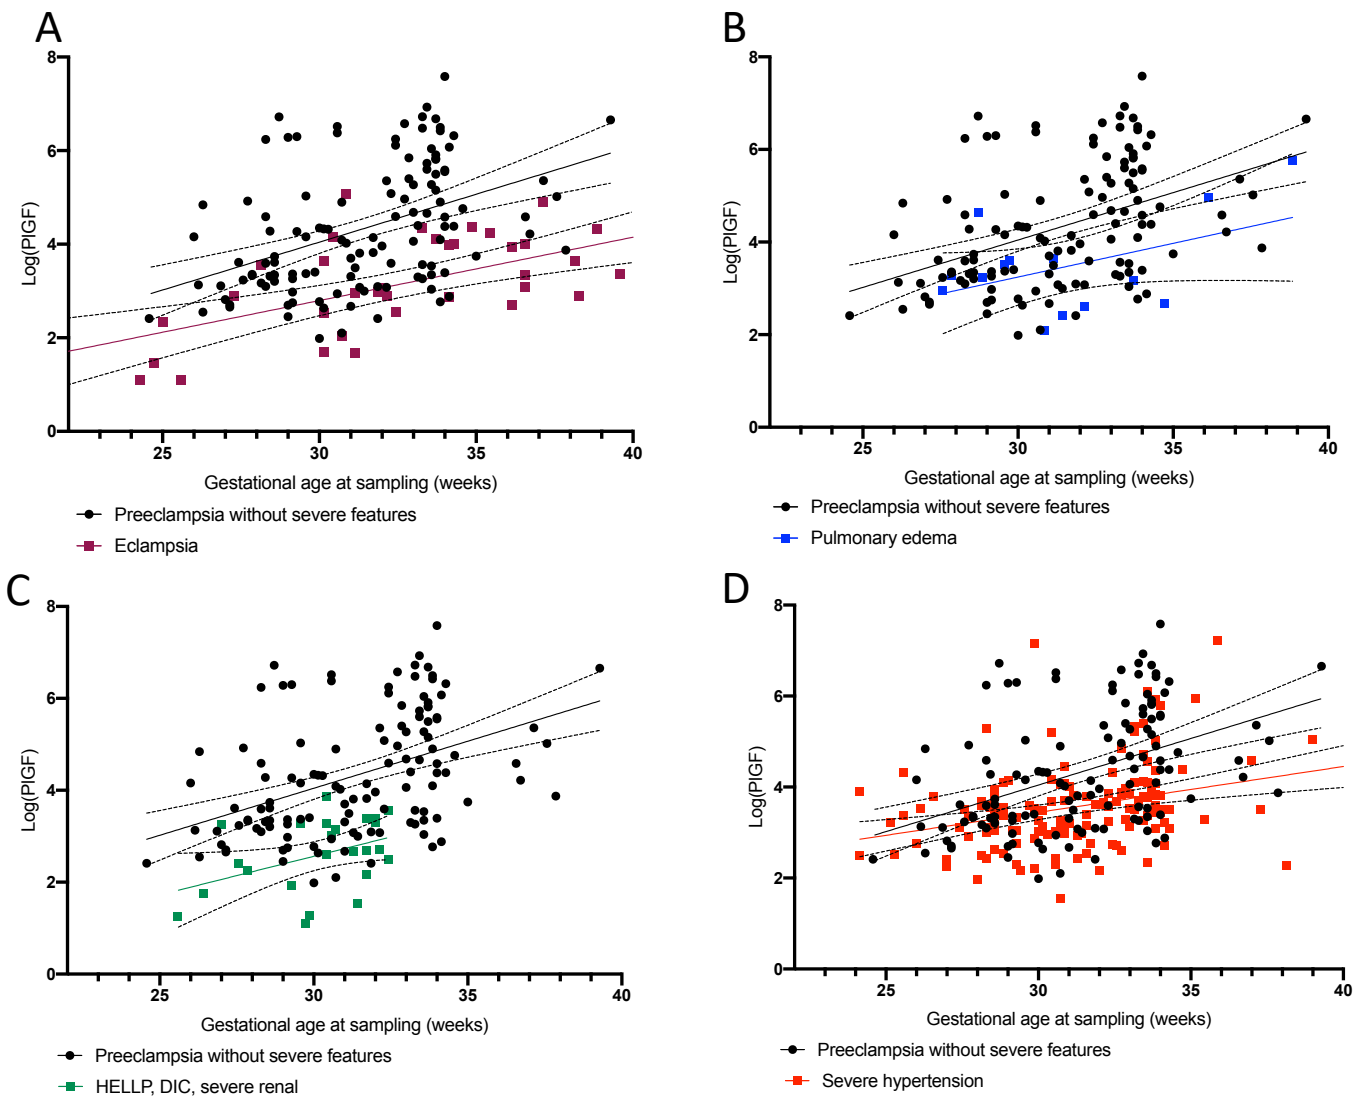 A
8
6
4
2
0
Log(PlGF)
25 30 35 40
Gestational age at sampling (weeks)
Preeclampsia without severe features
Eclampsia
B
8
6
4
2
0
Log(PlGF)
25 30 35 40
Gestational age at sampling (weeks)
Preeclampsia without severe features
Pulmonary edema
C
8
6
4
2
0
Log(PlGF)
25 30 35 40
Gestational age at sampling (weeks)
Preeclampsia without severe features
HELLP, DIC, severe renal
D
8
6
4
2
0
Log(PlGF)
25 30 35 40
Gestational age at sampling (weeks)
Preeclampsia without severe features
Severe hypertension